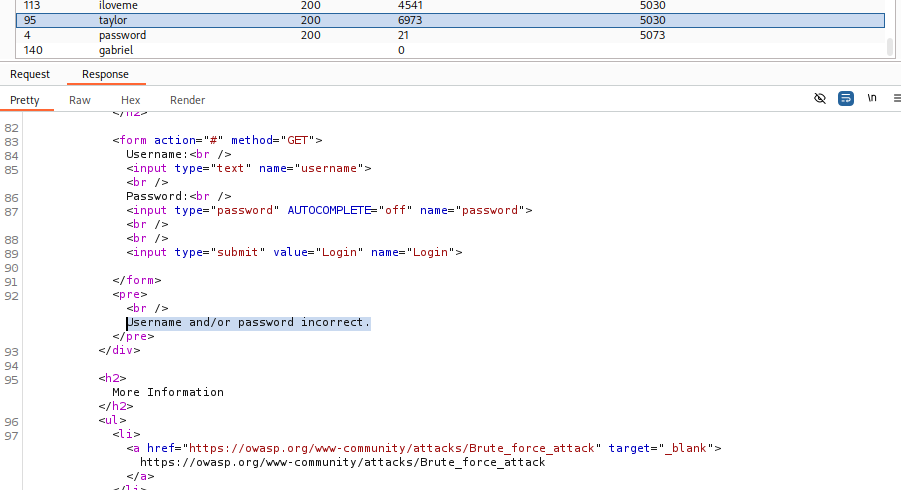 113 iloveme 200 4541 5030
95 taylor 200 6973 5030
4 password 200 21 5073
140 gabriel 0
Request Response
Pretty Raw Hex Render \n
</h2>
82
83 <form action="#" method="GET">
84 Username:<br />
85 <input type="text" name="username">
<br />
86 Password:<br />
87 <input type="password" AUTOCOMPLETE="off" name="password">
<br />
88 <br />
89 <input type="submit" value="Login" name="Login">
90
91 </form>
92 <pre>
<br />
Username and/or password incorrect.
</pre>
93 </div>
94
95 <h2>
More Information
</h2>
96 <ul>
97 <li>
<a href="https://owasp.org/www-community/attacks/Brute_force_attack" target="_blank">
https://owasp.org/www-community/attacks/Brute_force_attack
</a>
</li>